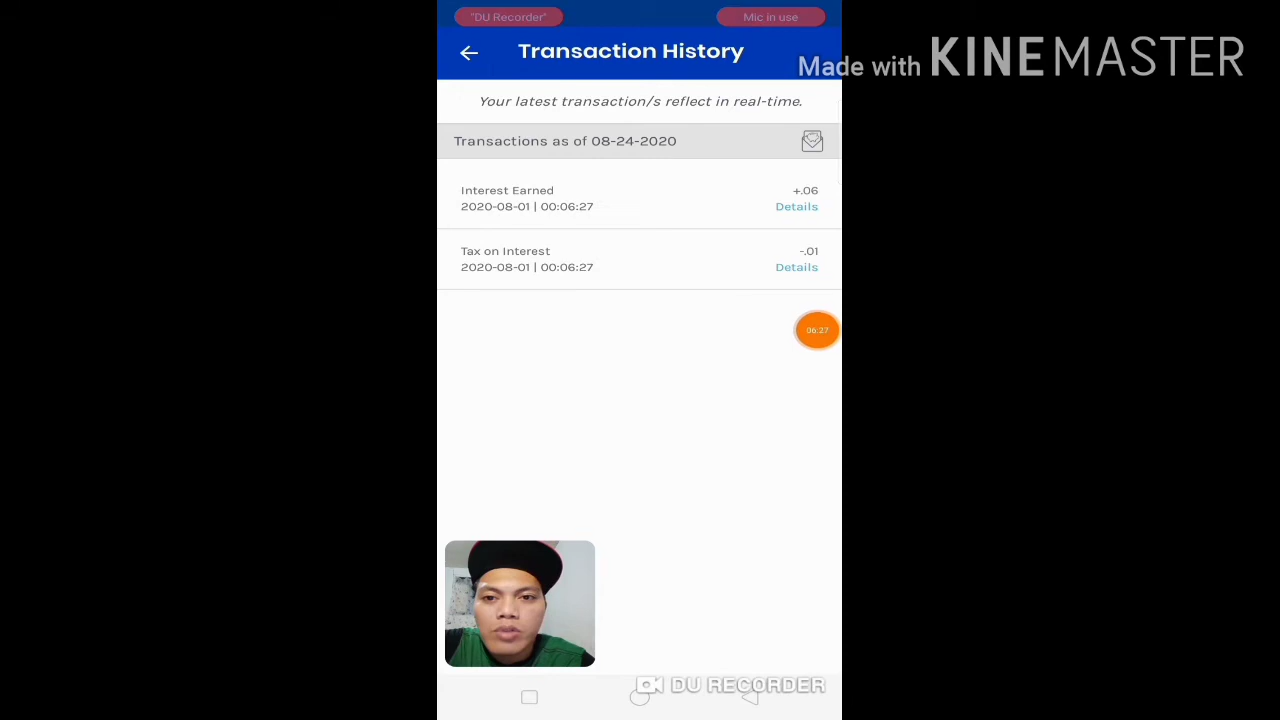 "DU Recorder"
Mic in use
Transaction History
Made with KINEMASTER
Your latest transaction/s reflect in real-time.
Transactions as of 08-24-2020
Interest Earned
+.06
2020-08-01 | 00:06:27
Details
Tax on Interest
-.01
2020-08-01 | 00:06:27
Details
06:27
DU RECORDER